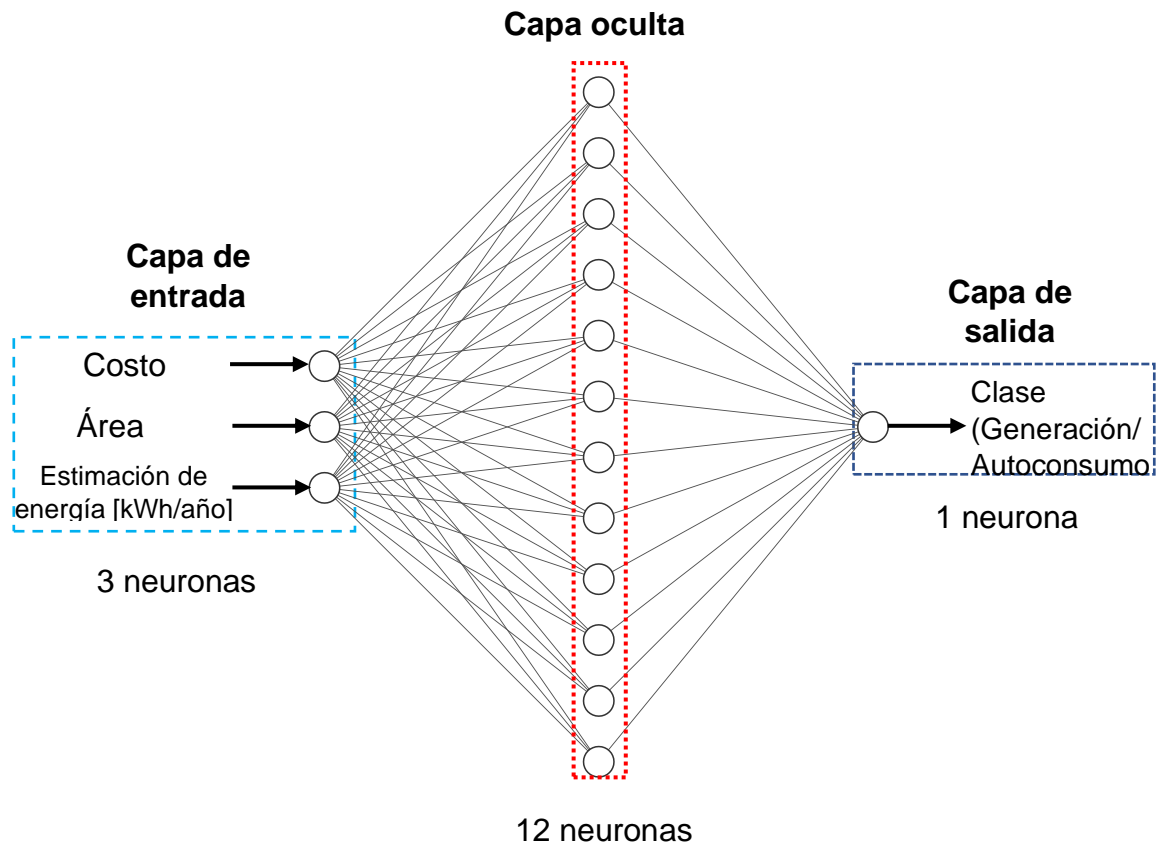 Capa oculta
Capa de
entrada
Costo
Área
Estimación de
energía [kWh/año]
3 neuronas
12 neuronas
Capa de
salida
Clase
(Generación/
Autoconsumo
1 neurona